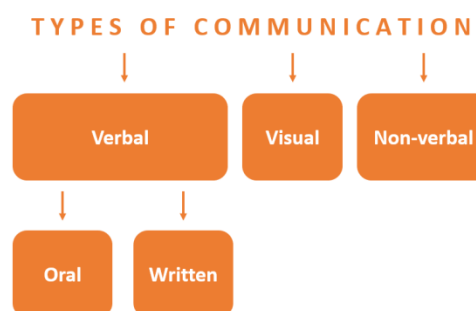 TYPES OF COMMUNICATION
Verbal
Visual
Non-verbal
Oral
Written